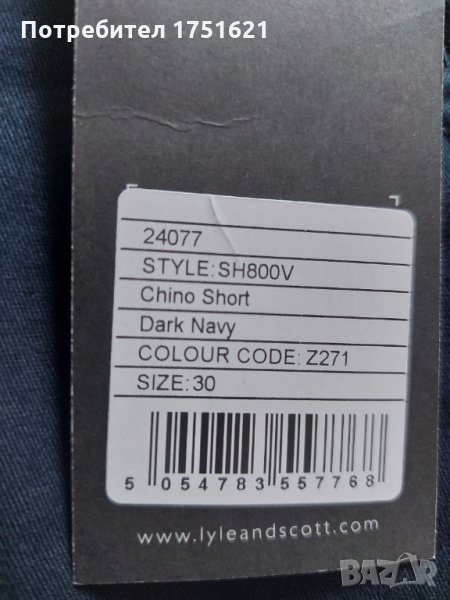 Потребител 1751621
24077
STYLE: SH800V
Chino Short
Dark Navy
COLOUR CODE: Z271
SIZE: 30
5 054783 557768
www.lyleandscott.com
BAZAR